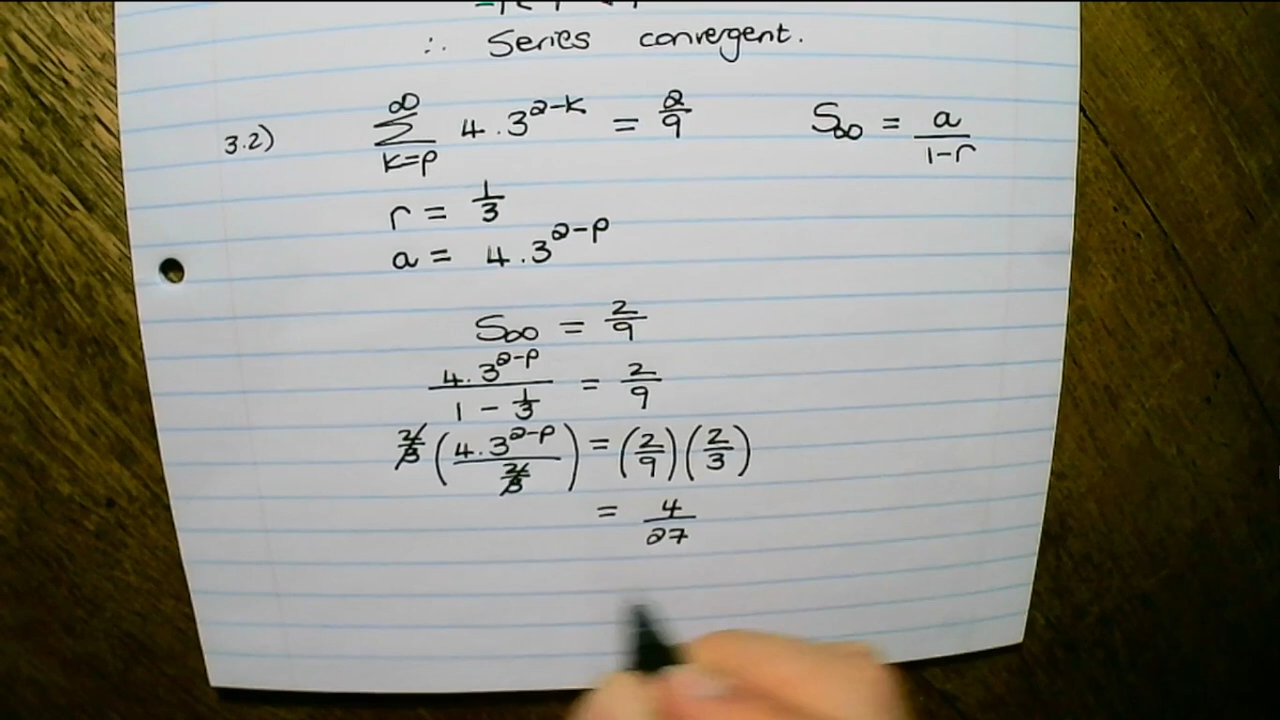 ∴ Series convergent.
3.2) ∞ Σ k=p 4.3^(2-k) = 2/9 S∞ = a/(1-r)
r = 1/3
a = 4.3^(2-p)
S∞ = 2/9
4.3^(2-p)/(1 - 1/3) = 2/9
2/3 (4.3^(2-p)/(2/3)) = (2/9)(2/3)
= 4/27